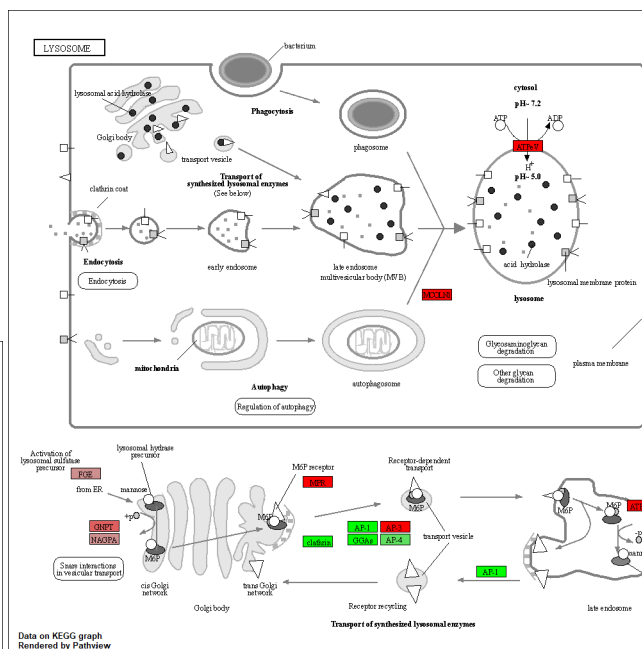 LYSOSOME
bacterium
lysosomal acid hydrolase
Golgi body
Phagocytosis
phagosome
transport vesicle
cytosol
pH~ 7.2
ATP
ADP
H+
pH~ 5.0
clathrin coat
Transport of
synthesized lysosomal enzymes
(See below)
Endocytosis
Endocytosis
early endosome
late endosome
multivesicular body (MVB)
acid hydrolase
lysosomal membrane protein
lysosome
mitochondria
Autophagy
autophagosome
Regulation of autophagy
Glycosaminoglycan
degradation
Other glycan
degradation
plasma membrane
Activation of
lysosomal sulfatase
precursor
FGE
from ER
lysosomal hydrase
precursor
mannose
+p
GNPT
NAGPA
M6P
Snare interactions
in vesicular transport
cis Golgi
network
Golgi body
trans Golgi
network
M6P receptor
MPR
M6P
clathrin
AP-1
AP-3
GGAs
AP-4
Receptor-dependent
transport
M6P
transport vesicle
Receptor recycling
AP-1
M6P
M6P
late endosome
Transport of synthesized lysosomal enzymes
Data on KEGG graph
Rendered by Pathview